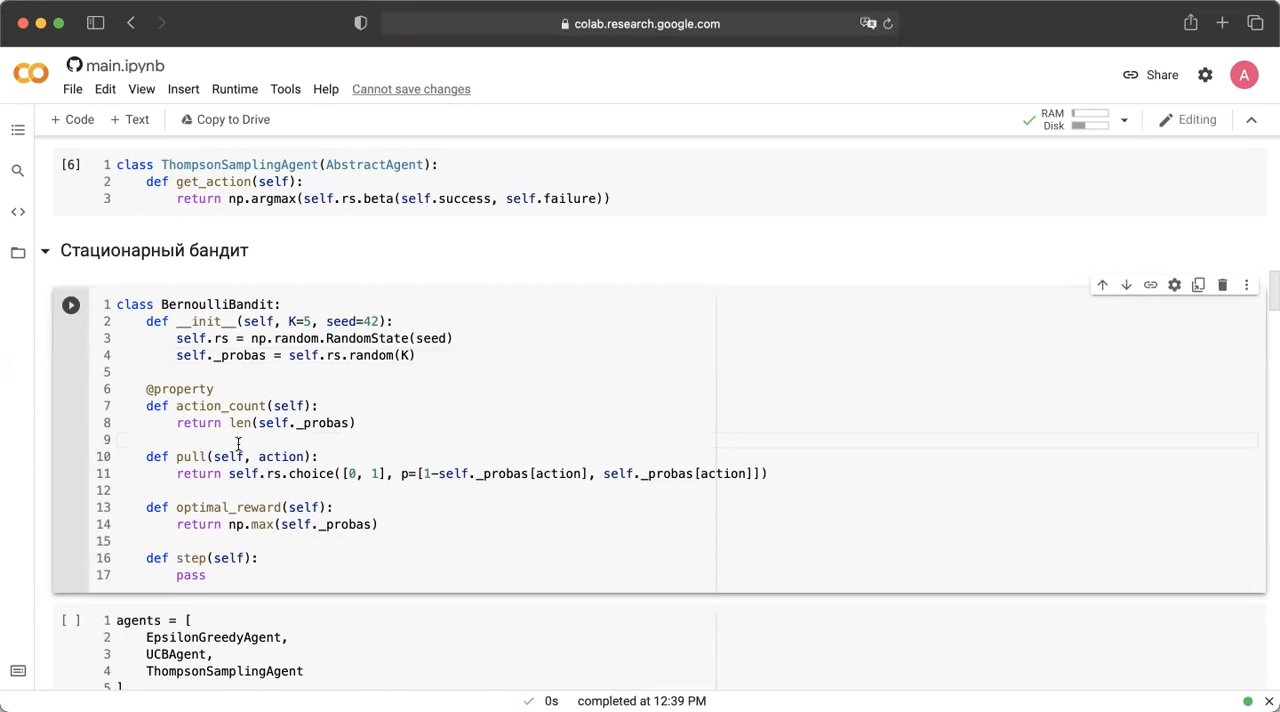 colab.research.google.com
main.ipynb
File Edit View Insert Runtime Tools Help Cannot save changes
Share
A
+ Code + Text Copy to Drive
RAM
Disk
Editing
[6]
1 class ThompsonSamplingAgent(AbstractAgent):
2 def get_action(self):
3 return np.argmax(self.rs.beta(self.success, self.failure))
Стационарный бандит
1 class BernoulliBandit:
2 def __init__(self, K=5, seed=42):
3 self.rs = np.random.RandomState(seed)
4 self._probas = self.rs.random(K)
5
6 @property
7 def action_count(self):
8 return len(self._probas)
9
10 def pull(self, action):
11 return self.rs.choice([0, 1], p=[1-self._probas[action], self._probas[action]])
12
13 def optimal_reward(self):
14 return np.max(self._probas)
15
16 def step(self):
17 pass
[ ]
1 agents = [
2 EpsilonGreedyAgent,
3 UCBAgent,
4 ThompsonSamplingAgent
5 ]
0s completed at 12:39 PM